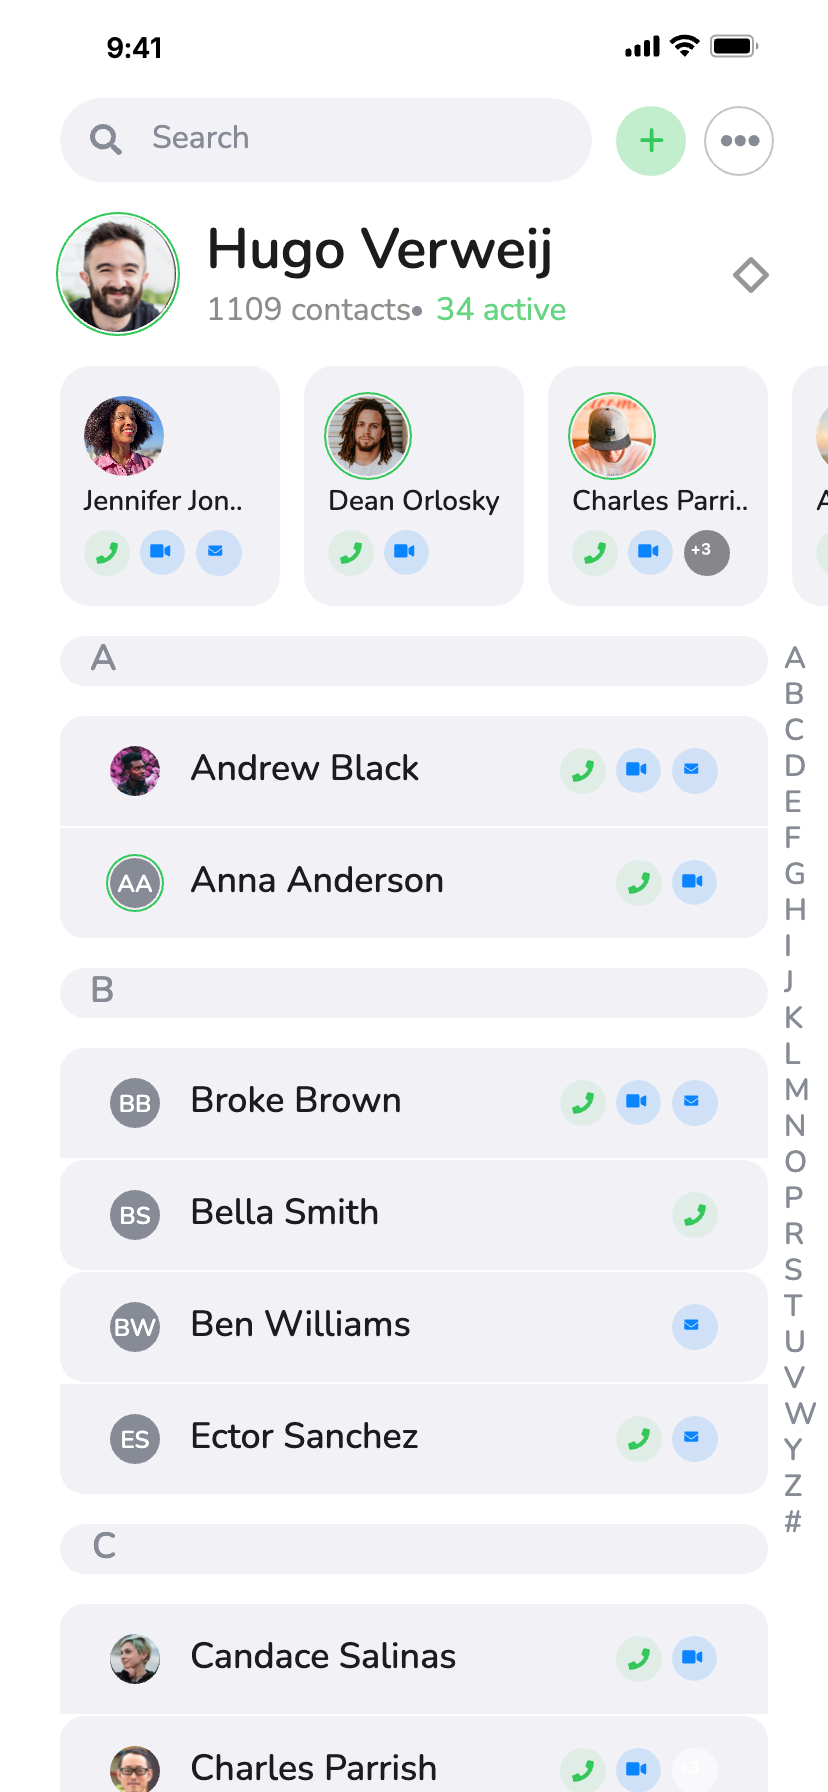 9:41
Search
Hugo Verweij
1109 contacts• 34 active
Jennifer Jon.. Dean Orlosky Charles Parri.. A
+3
A
Andrew Black
AA Anna Anderson
B
BB Broke Brown
BS Bella Smith
BW Ben Williams
ES Ector Sanchez
C
Candace Salinas
Charles Parrish +3
A
B
C
D
E
F
G
H
I
J
K
L
M
N
O
P
R
S
T
U
V
W
Y
Z
#